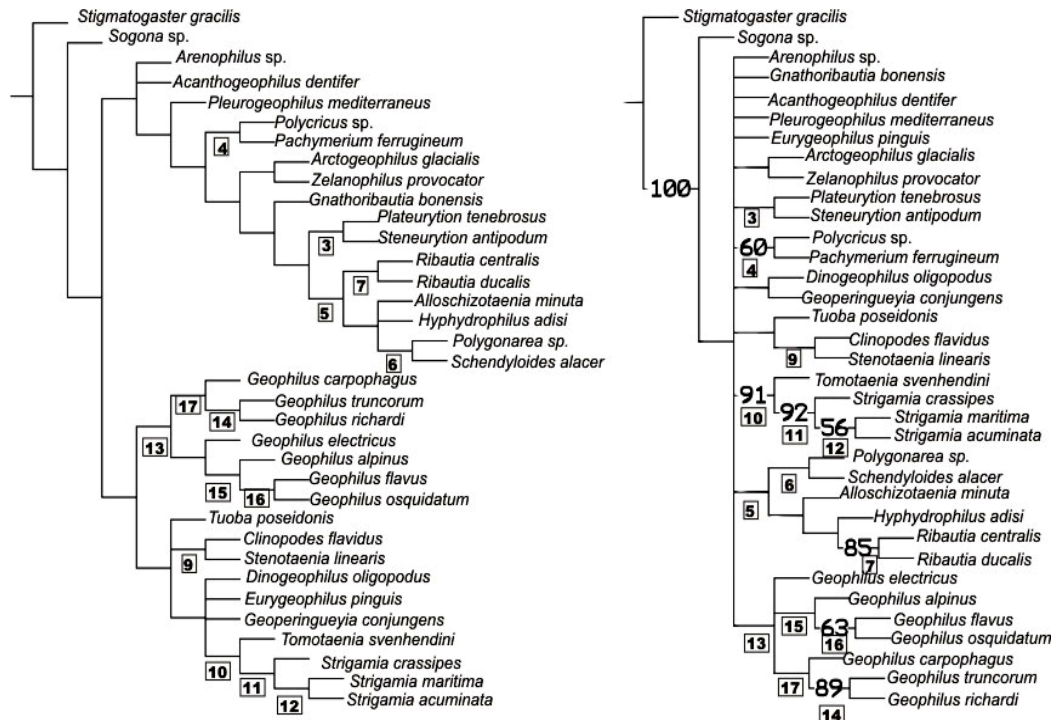 Stigmatogaster gracilis
Sogona sp.
Arenophilus sp.
Acanthogeophilus dentifer
Pleurogeophilus mediterraneus
Polycricus sp.
4
Pachymerium ferrugineum
Arctogeophilus glacialis
Zelanophilus provocator
Gnathoribautia bonensis
Plateurytion tenebrosus
3
Steneurytion antipodum
Ribautia centralis
7
Ribautia ducalis
Alloschizotaenia minuta
5
Hyphydrophilus adisi
Polygonarea sp.
6
Schendyloides alacer
Geophilus carpophagus
17
Geophilus truncorum
14
Geophilus richardi
13
Geophilus electricus
Geophilus alpinus
15
16
Geophilus flavus
Geophilus osquidatum
Tuoba poseidonis
Clinopodes flavidus
9
Stenotaenia linearis
Dinogeophilus oligopodus
Eurygeophilus pinguis
Geoperingueyia conjungens
Tomotaenia svenhendini
10
Strigamia crassipes
11
Strigamia maritima
12
Strigamia acuminata
Stigmatogaster gracilis
Sogona sp.
Arenophilus sp.
Gnathoribautia bonensis
Acanthogeophilus dentifer
Pleurogeophilus mediterraneus
Eurygeophilus pinguis
Arctogeophilus glacialis
Zelanophilus provocator
100
Plateurytion tenebrosus
3
Steneurytion antipodum
Polycricus sp.
60
Pachymerium ferrugineum
4
Dinogeophilus oligopodus
Geoperingueyia conjungens
Tuoba poseidonis
Clinopodes flavidus
9
Stenotaenia linearis
Tomotaenia svenhendini
91
Strigamia crassipes
10
92
Strigamia maritima
11
56
Strigamia acuminata
12
Polygonarea sp.
6
Schendyloides alacer
Alloschizotaenia minuta
5
Hyphydrophilus adisi
Ribautia centralis
85
Ribautia ducalis
7
Geophilus electricus
Geophilus alpinus
15
Geophilus flavus
63
Geophilus osquidatum
16
13
Geophilus carpophagus
Geophilus truncorum
17
89
Geophilus richardi
14